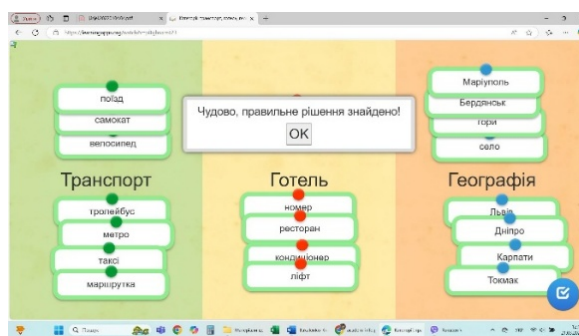 поїзд
самокат
велосипед
Чудово, правильне рішення знайдено!
OK
Маріуполь
Бердянськ
гори
село
Транспорт
Готель
Географія
тролейбус
метро
таксі
маршрутка
номер
ресторан
кондиціонер
ліфт
Львів
Дніпро
Карпати
Токмак